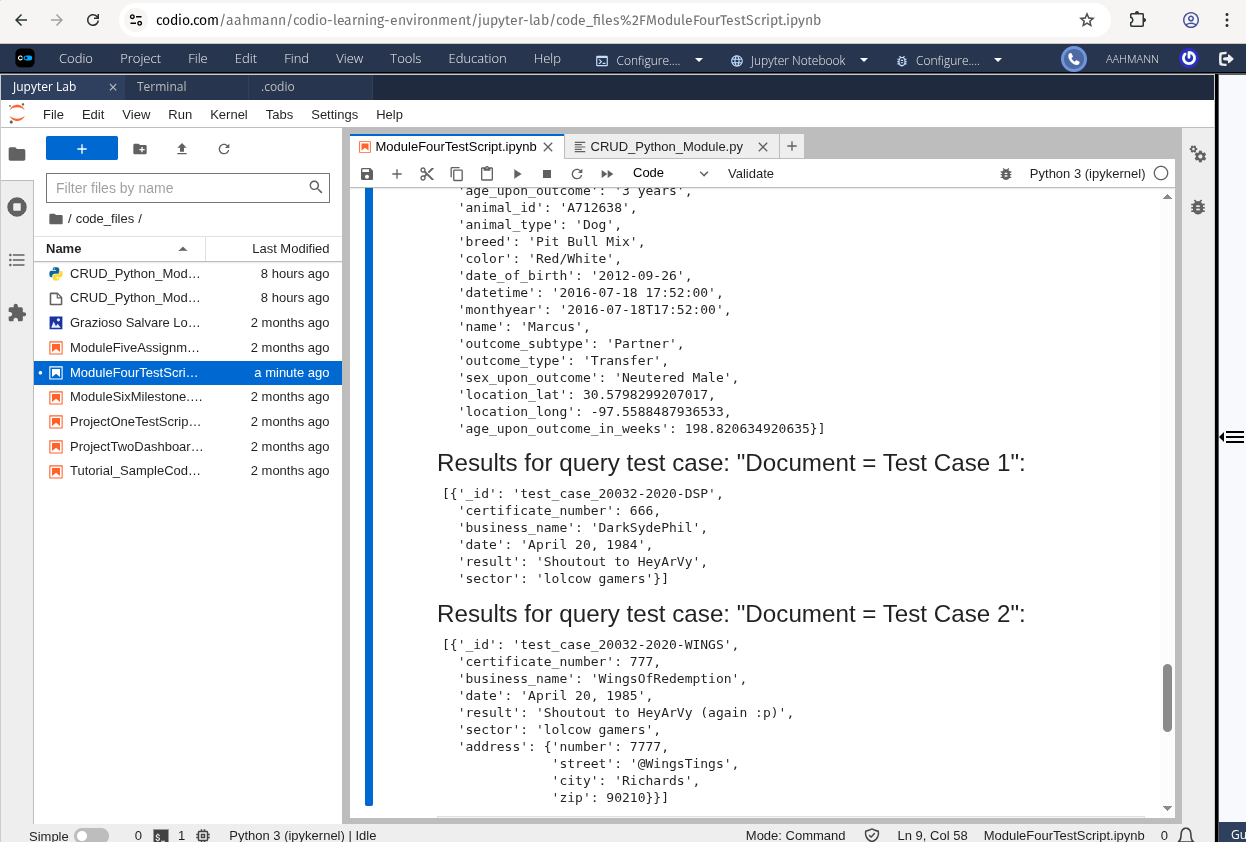 codio.com/aahmann/codio-learning-environment/jupyter-lab/code_files%2FModuleFourTestScript.ipynb
Codio Project File Edit Find View Tools Education Help Configure.... Jupyter Notebook Configure.... AAHMANN
Jupyter Lab Terminal .codio
File Edit View Run Kernel Tabs Settings Help
+
Filter files by name
/ code_files /
Name Last Modified
CRUD_Python_Mod... 8 hours ago
CRUD_Python_Mod... 8 hours ago
Grazioso Salvare Lo... 2 months ago
ModuleFiveAssignm... 2 months ago
ModuleFourTestScri... a minute ago
ModuleSixMilestone.... 2 months ago
ProjectOneTestScrip... 2 months ago
ProjectTwoDashboar... 2 months ago
Tutorial_SampleCod... 2 months ago
ModuleFourTestScript.ipynb CRUD_Python_Module.py
Code Validate Python 3 (ipykernel)
'age_upon_outcome': '3 years',
'animal_id': 'A712638',
'animal_type': 'Dog',
'breed': 'Pit Bull Mix',
'color': 'Red/White',
'date_of_birth': '2012-09-26',
'datetime': '2016-07-18 17:52:00',
'monthyear': '2016-07-18T17:52:00',
'name': 'Marcus',
'outcome_subtype': 'Partner',
'outcome_type': 'Transfer',
'sex_upon_outcome': 'Neutered Male',
'location_lat': 30.5798299207017,
'location_long': -97.5588487936533,
'age_upon_outcome_in_weeks': 198.820634920635}]
Results for query test case: "Document = Test Case 1":
[{'_id': 'test_case_20032-2020-DSP',
'certificate_number': 666,
'business_name': 'DarkSydePhil',
'date': 'April 20, 1984',
'result': 'Shoutout to HeyArVy',
'sector': 'lolcow gamers'}]
Results for query test case: "Document = Test Case 2":
[{'_id': 'test_case_20032-2020-WINGS',
'certificate_number': 777,
'business_name': 'WingsOfRedemption',
'date': 'April 20, 1985',
'result': 'Shoutout to HeyArVy (again :p)',
'sector': 'lolcow gamers',
'address': {'number': 7777,
'street': '@WingsTings',
'city': 'Richards',
'zip': 90210}}]
Simple 0 1 Python 3 (ipykernel) | Idle Mode: Command Ln 9, Col 58 ModuleFourTestScript.ipynb 0
Gu